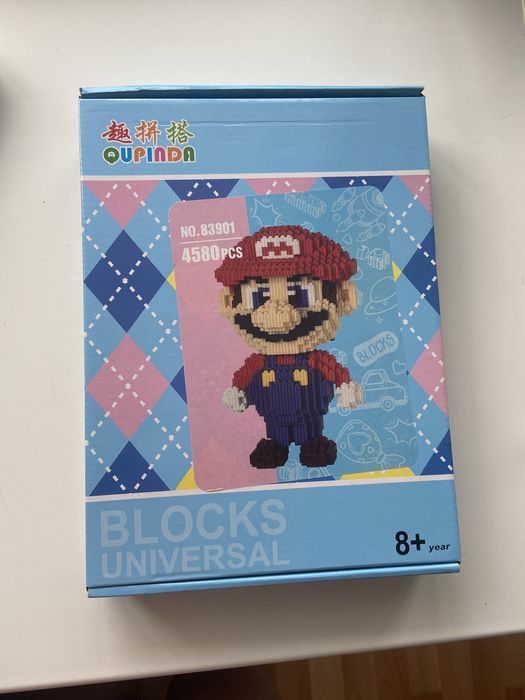 趣拼搭
QUPINDA
NO.83901
4580PCS
M
BLOCKS
BLOCKS
UNIVERSAL
8+ year